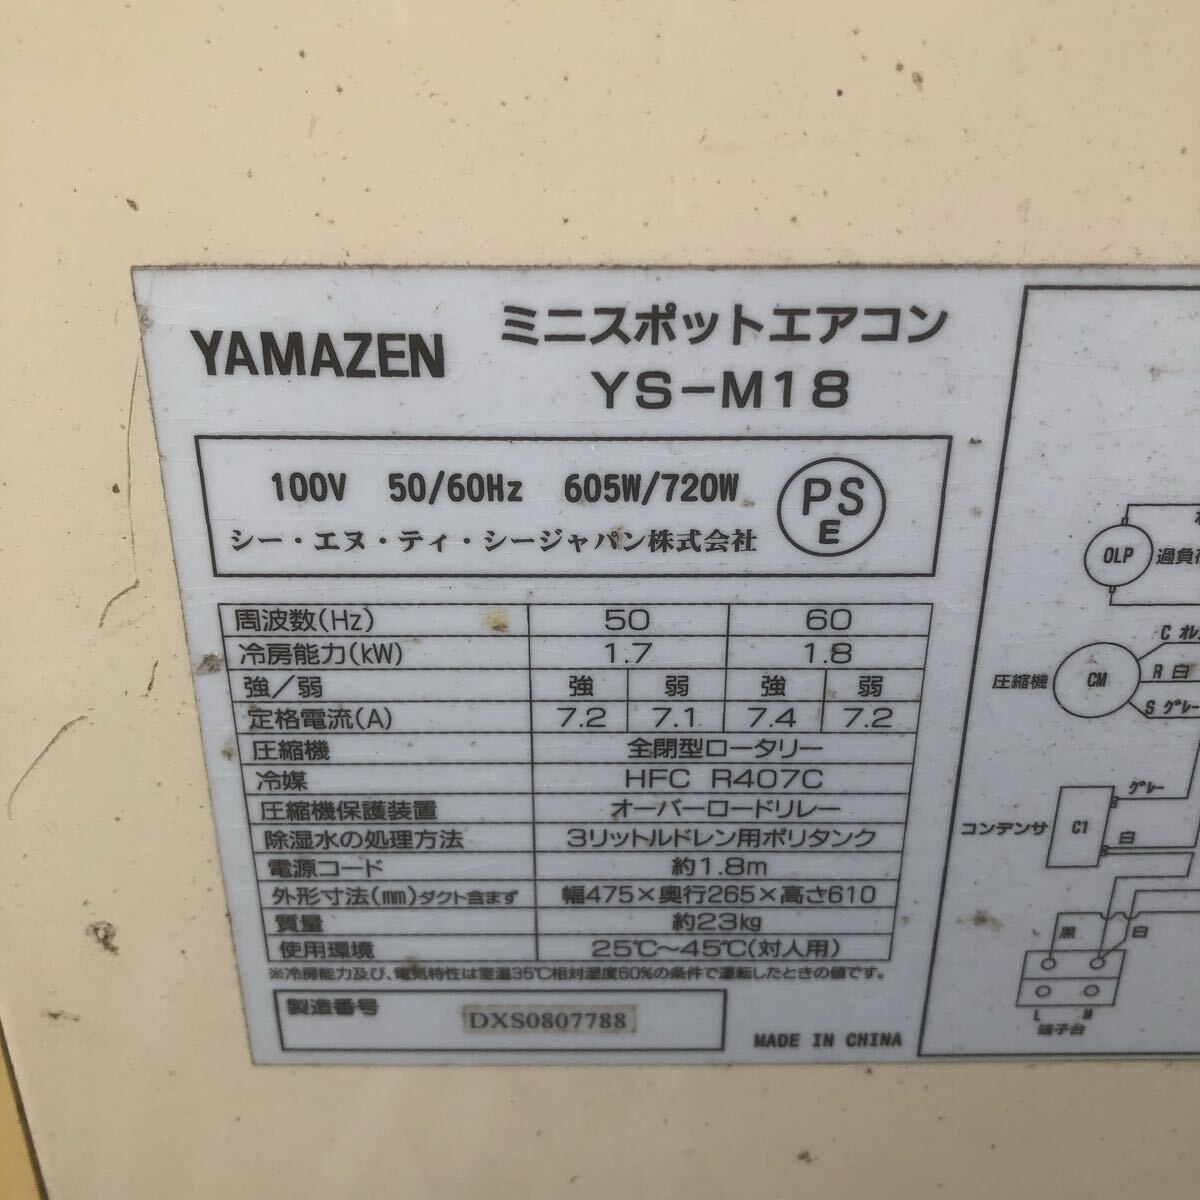 YAMAZEN
ミニスポットエアコン
YS-M18
100V 50/60Hz 605W/720W
シー・エヌ・ティ・シージャパン株式会社
PS
E
周波数(Hz) 50 60
冷房能力(kW) 1.7 1.8
強/弱 強 弱 強 弱
定格電流(A) 7.2 7.1 7.4 7.2
圧縮機 全閉型ロータリー
冷媒 HFC R407C
圧縮機保護装置 オーバーロードリレー
除湿水の処理方法 3リットルドレン用ポリタンク
電源コード 約1.8m
外形寸法(mm)ダクト含まず 幅475×奥行265×高さ610
質量 約23kg
使用環境 25℃～45℃(対人用)
※冷房能力及び、電気特性は室温35℃相対湿度60%の条件で運転したときの値です。
製造番号
DXS0807788
MADE IN CHINA
OLP 過負
C オレ
圧縮機 CM R 白
S グレー
グレー
コンデンサ C1
白
黒 白
L M
端子台